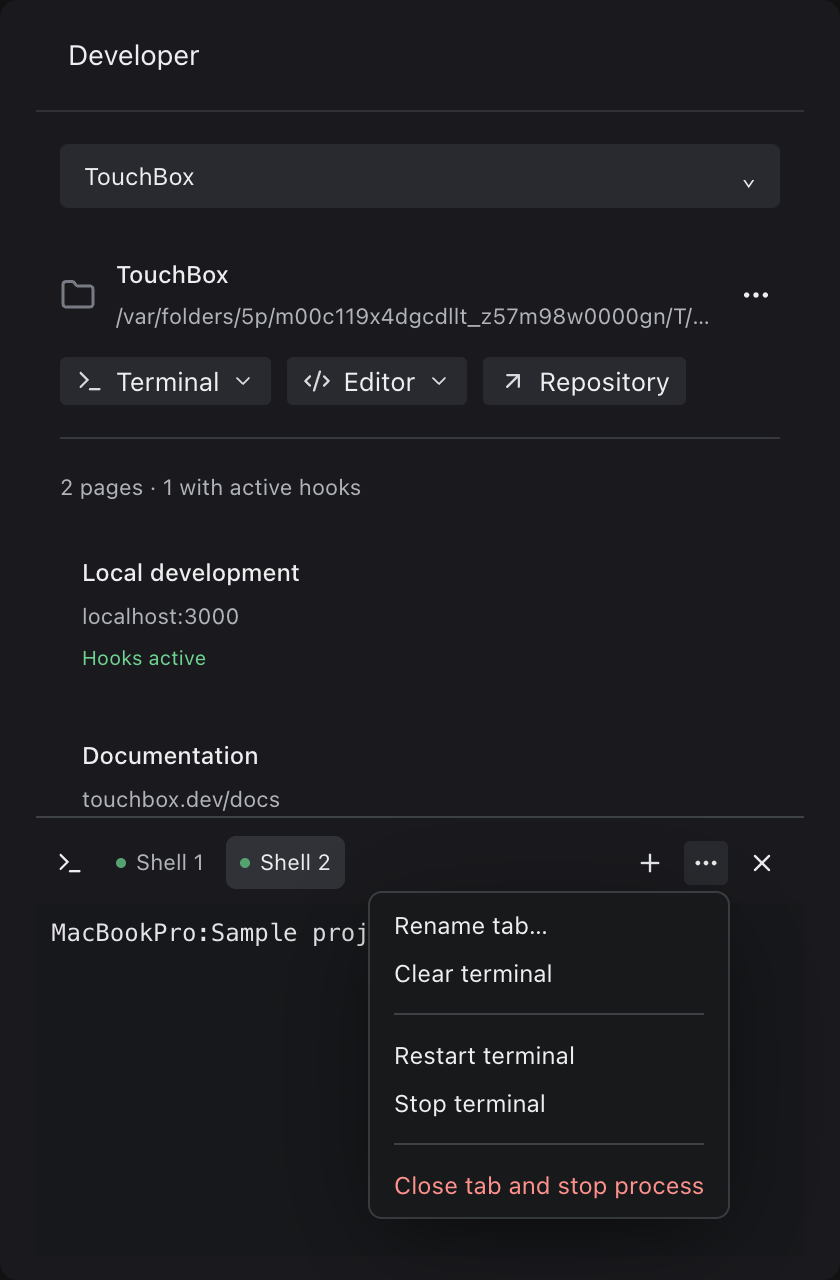 Developer
TouchBox
TouchBox
/var/folders/5p/m00c119x4dgcdllt_z57m98w0000gn/T/...
Terminal
Editor
Repository
2 pages · 1 with active hooks
Local development
localhost:3000
Hooks active
Documentation
touchbox.dev/docs
Shell 1
Shell 2
MacBookPro:Sample proj
Rename tab...
Clear terminal
Restart terminal
Stop terminal
Close tab and stop process